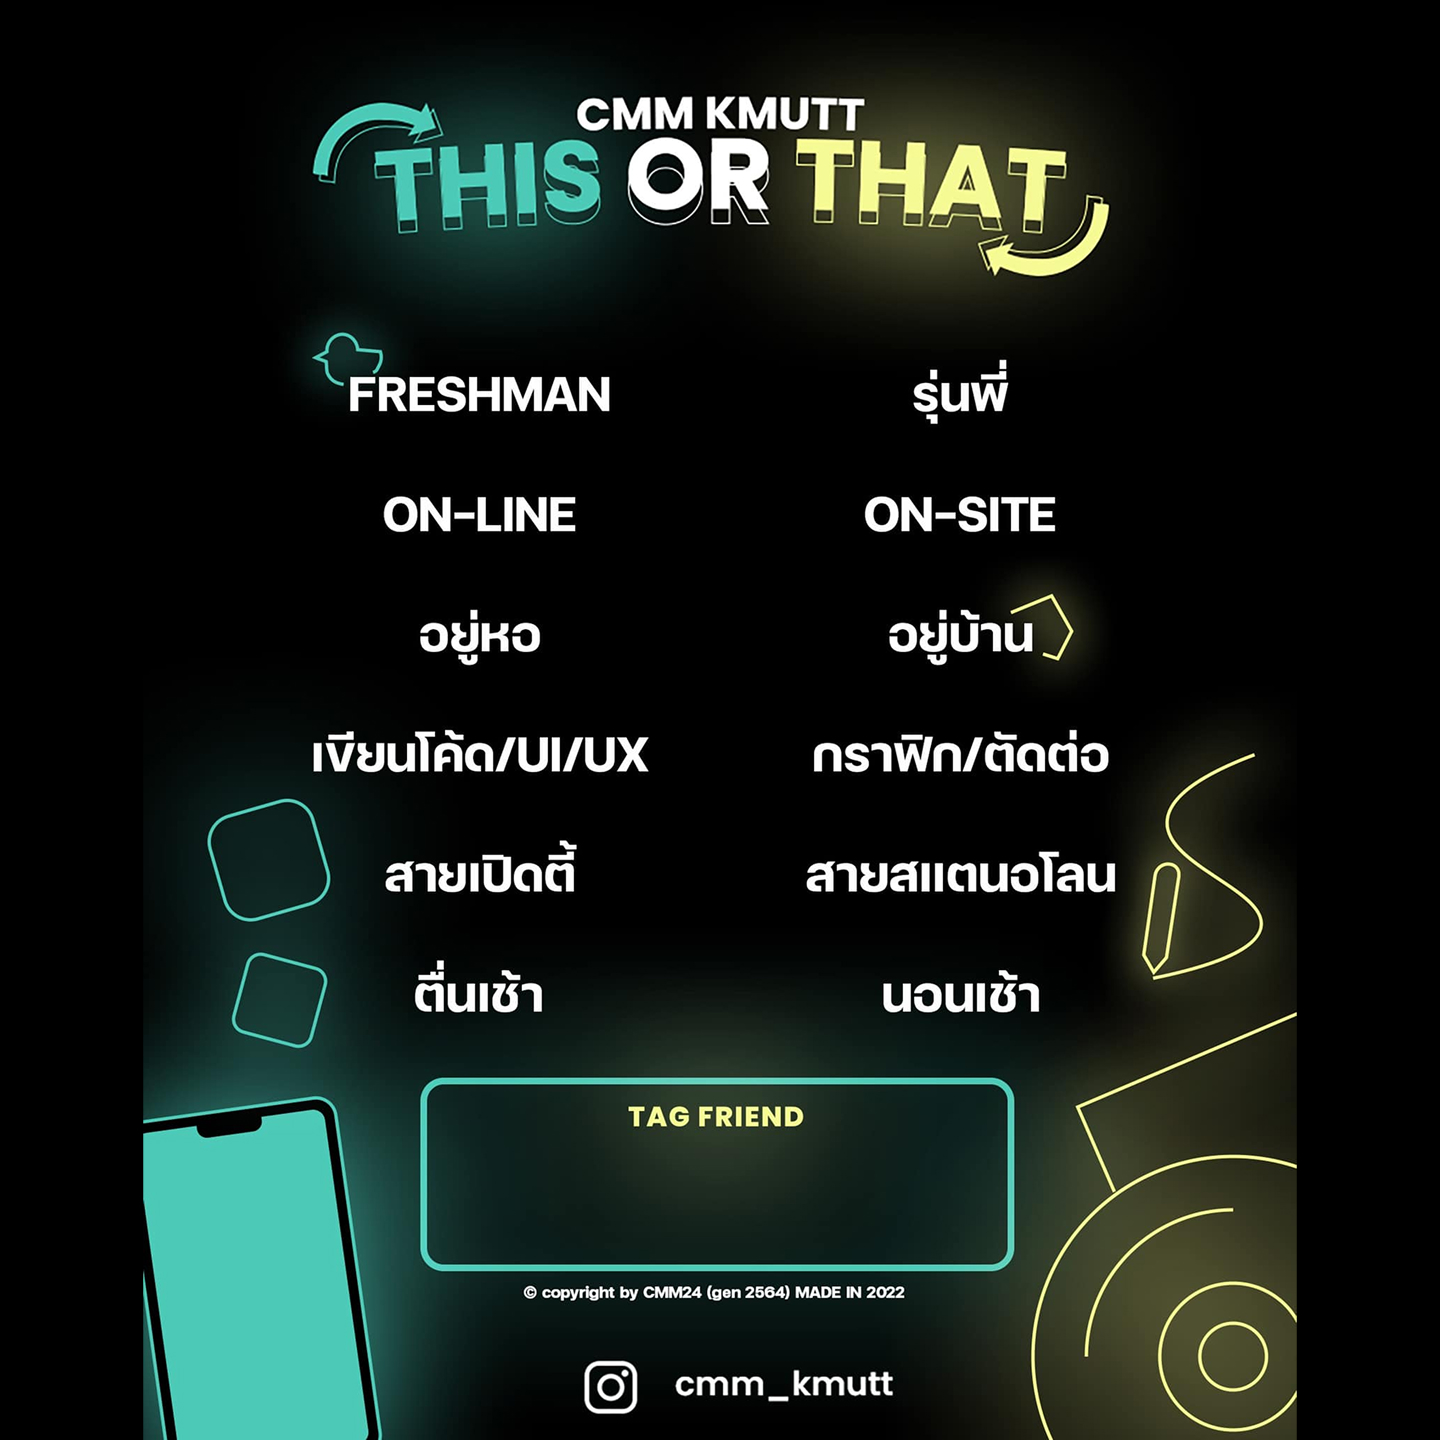 CMM KMUTT
THIS OR THAT
FRESHMAN รุ่นพี่
ON-LINE ON-SITE
อยู่หอ อยู่บ้าน
เขียนโค้ด/UI/UX กราฟิก/ตัดต่อ
สายเปิดตี้ สายสแตนอโลน
ตื่นเช้า นอนเช้า
TAG FRIEND
© copyright by CMM24 (gen 2564) MADE IN 2022
cmm_kmutt